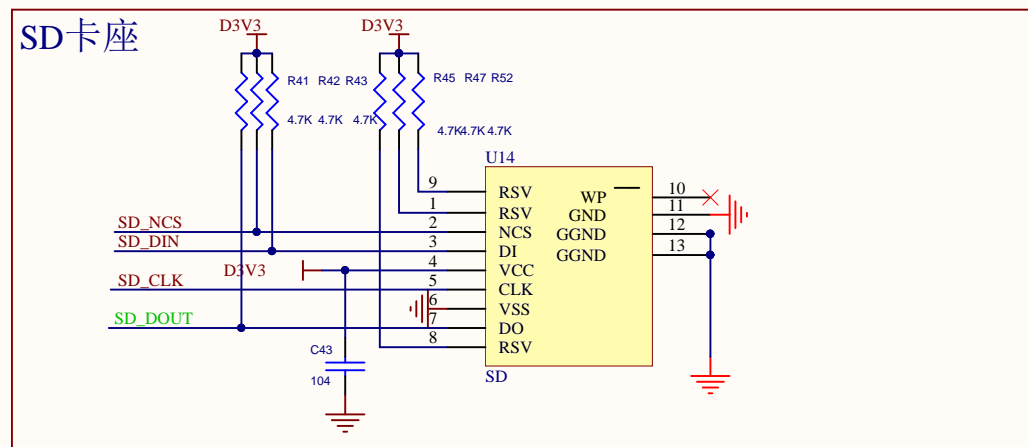 SD卡座
D3V3
D3V3
R41 R42 R43
4.7K 4.7K 4.7K
R45 R47 R52
4.7K4.7K4.7K
U14
9 RSV
1 RSV
SD_NCS 2 NCS
SD_DIN 3 DI
D3V3 4 VCC
SD_CLK 5 CLK
6 VSS
SD_DOUT 7 DO
8 RSV
WP 10
GND 11
GGND 12
GGND 13
SD
C43
104